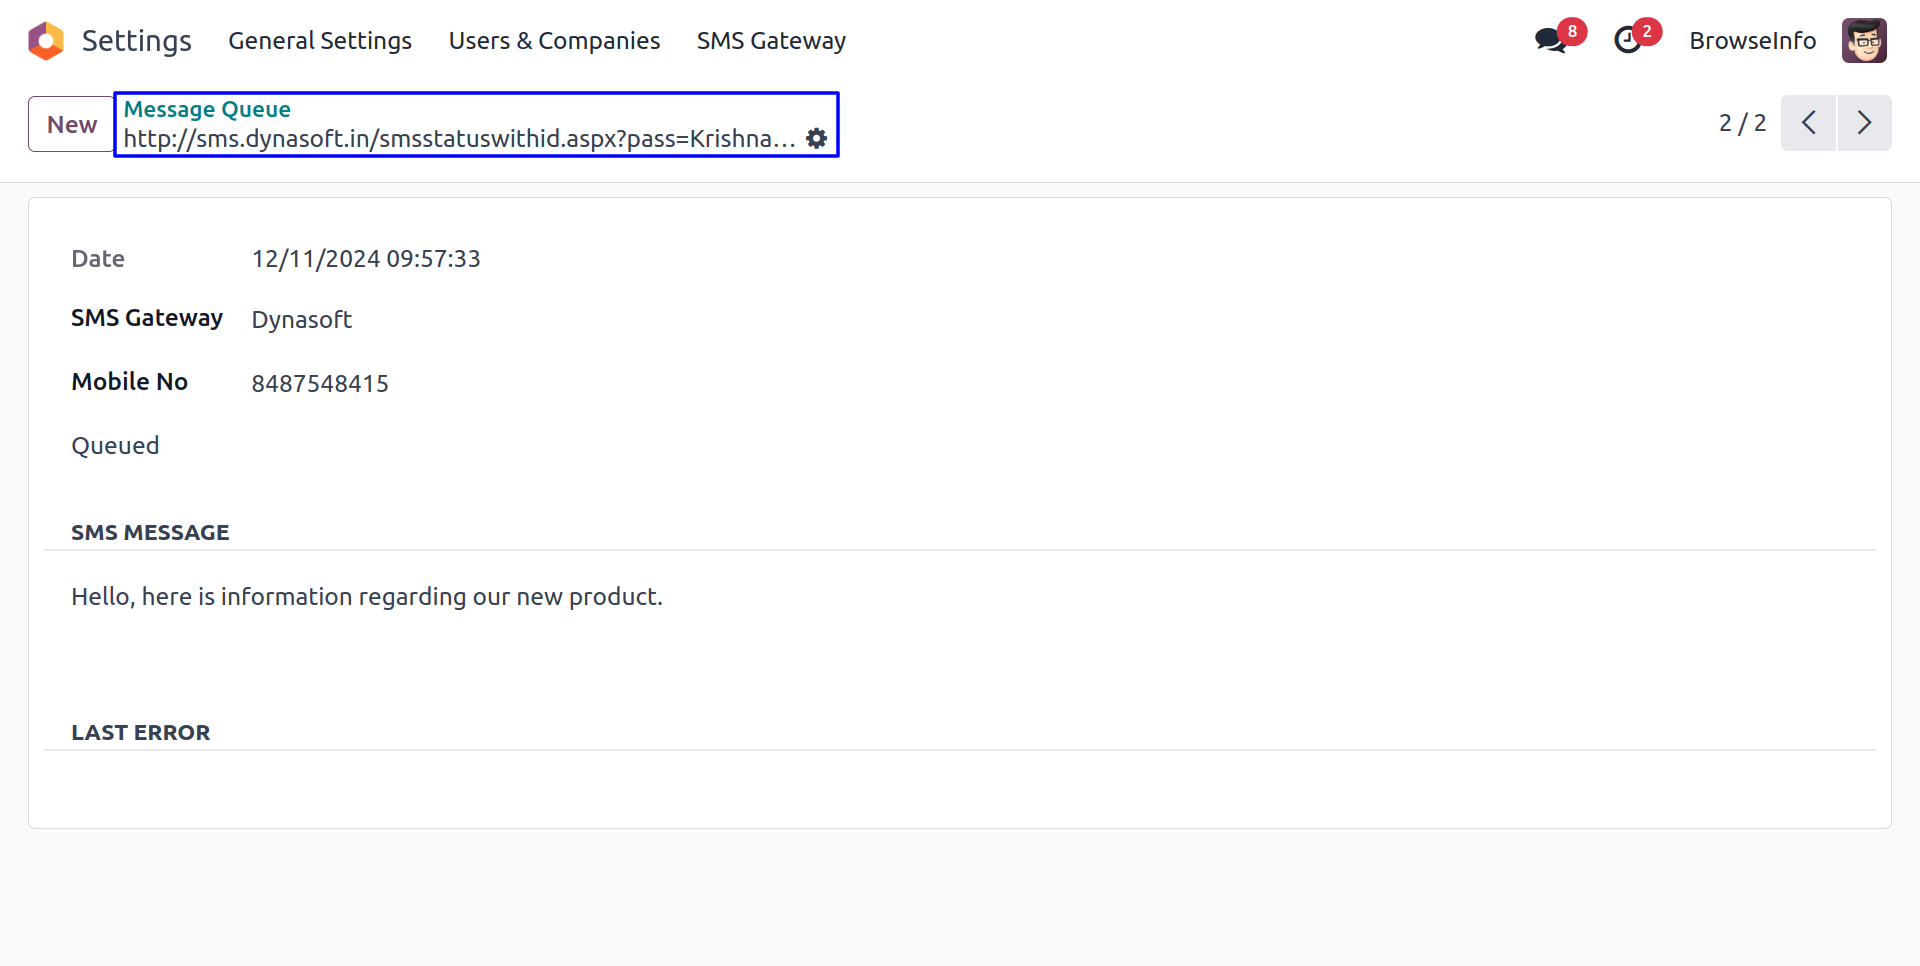 Settings General Settings Users & Companies SMS Gateway 8 2 BrowseInfo
New
Message Queue
http://sms.dynasoft.in/smsstatuswithid.aspx?pass=Krishna...
2 / 2
Date 12/11/2024 09:57:33
SMS Gateway Dynasoft
Mobile No 8487548415
Queued
SMS MESSAGE
Hello, here is information regarding our new product.
LAST ERROR